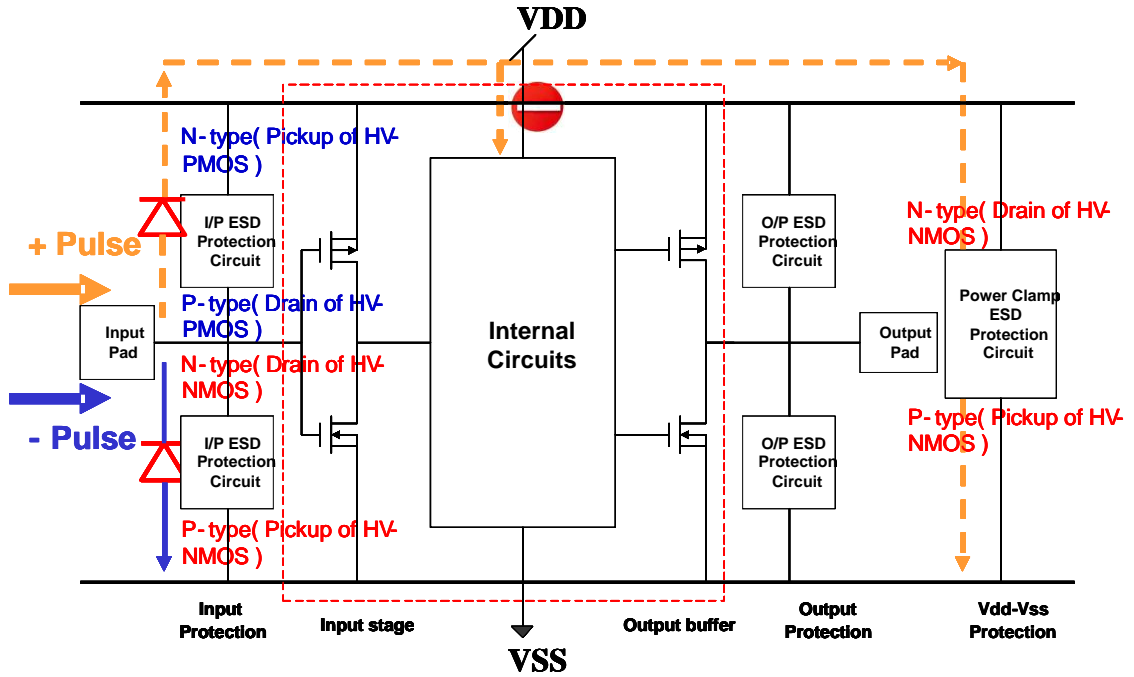 VDD
N-type( Pickup of HV-
PMOS )
I/P ESD
Protection
Circuit
+ Pulse
P-type( Drain of HV-
PMOS )
Input
Pad
N-type( Drain of HV-
NMOS )
- Pulse
I/P ESD
Protection
Circuit
P-type( Pickup of HV-
NMOS )
Internal
Circuits
O/P ESD
Protection
Circuit
Output
Pad
O/P ESD
Protection
Circuit
N-type( Drain of HV-
NMOS )
Power Clamp
ESD
Protection
Circuit
P-type( Pickup of HV-
NMOS )
Input
Protection
Input stage
Output buffer
Output
Protection
Vdd-Vss
Protection
VSS